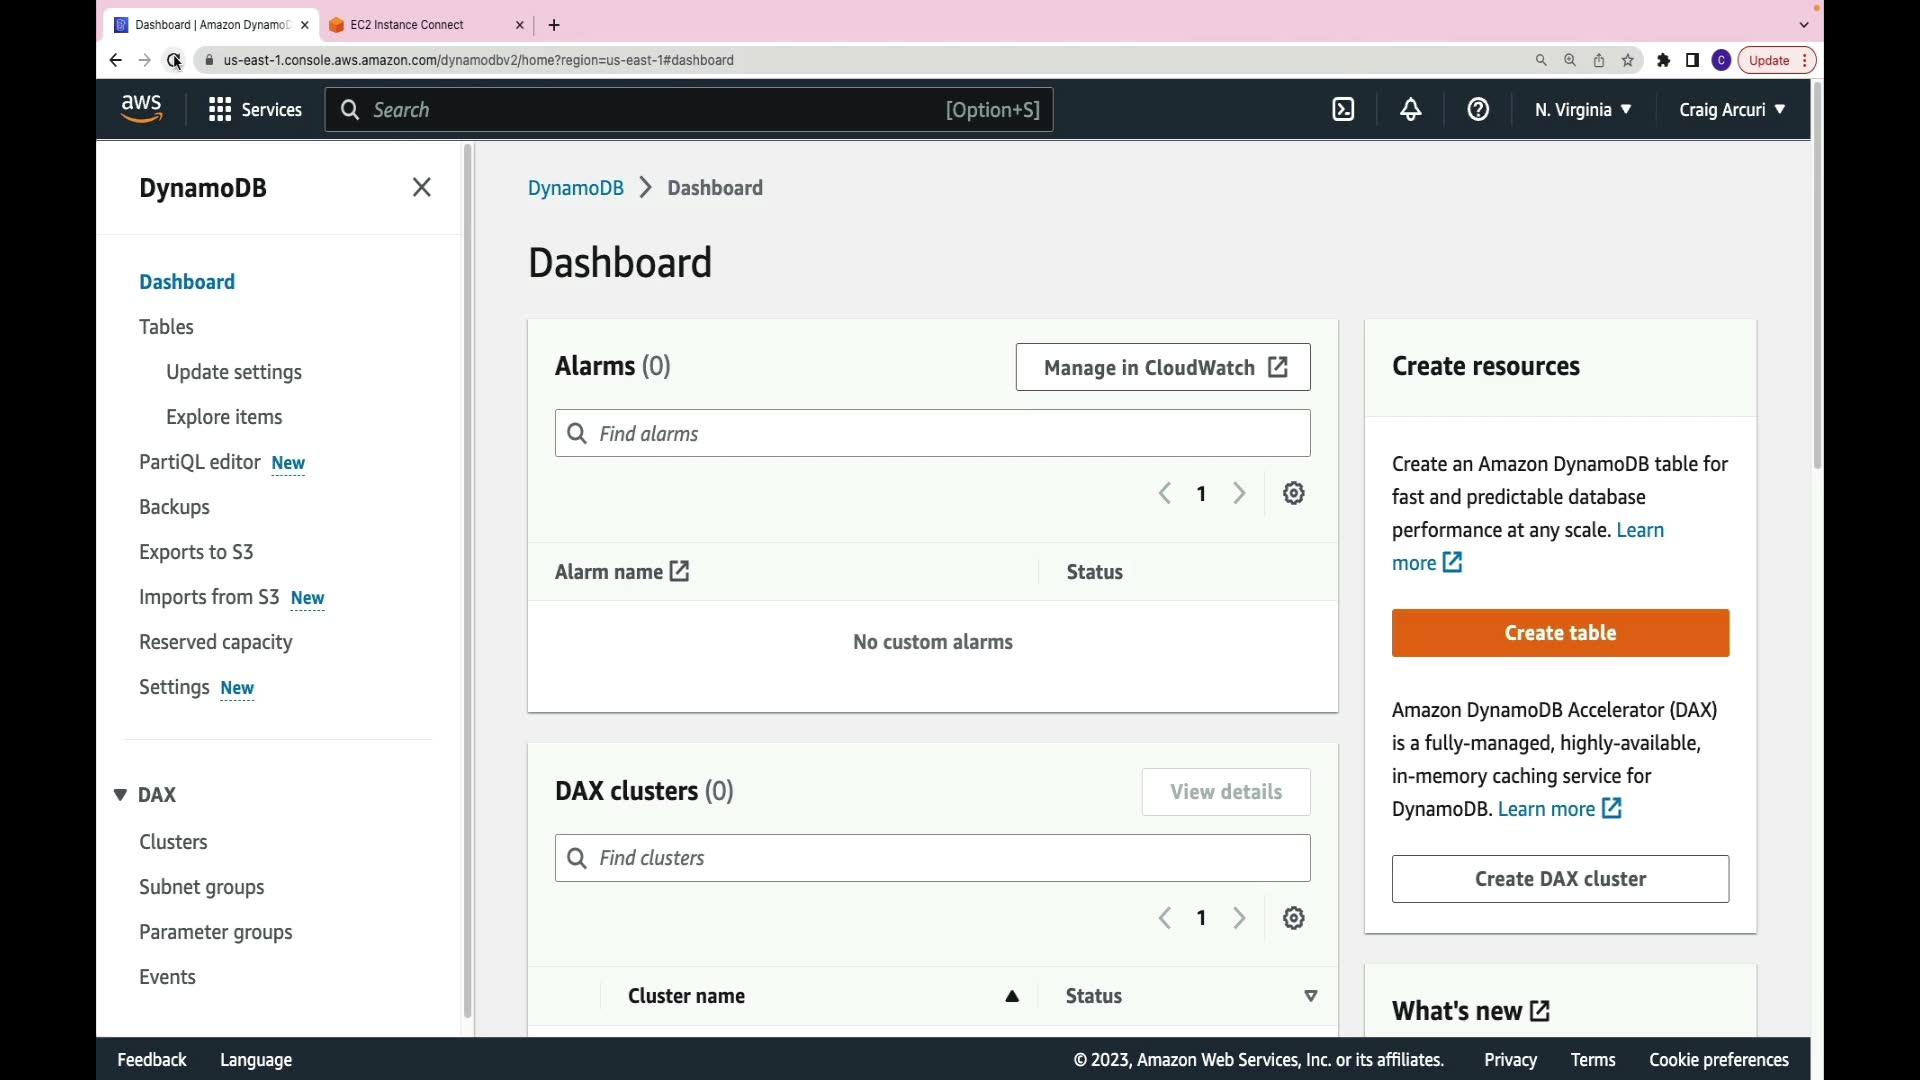 Dashboard | Amazon DynamoD
EC2 Instance Connect
us-east-1.console.aws.amazon.com/dynamodbv2/home?region=us-east-1#dashboard
C
Update
aws
Services
Search
[Option+S]
N. Virginia
Craig Arcuri
DynamoDB
Dashboard
Tables
Update settings
Explore items
PartiQL editor New
Backups
Exports to S3
Imports from S3 New
Reserved capacity
Settings New
DAX
Clusters
Subnet groups
Parameter groups
Events
DynamoDB
Dashboard
Dashboard
Alarms (0)
Manage in CloudWatch
Find alarms
1
Alarm name
Status
No custom alarms
DAX clusters (0)
View details
Find clusters
1
Cluster name
Status
Create resources
Create an Amazon DynamoDB table for
fast and predictable database
performance at any scale. Learn
more
Create table
Amazon DynamoDB Accelerator (DAX)
is a fully-managed, highly-available,
in-memory caching service for
DynamoDB. Learn more
Create DAX cluster
What's new
Feedback
Language
© 2023, Amazon Web Services, Inc. or its affiliates.
Privacy
Terms
Cookie preferences